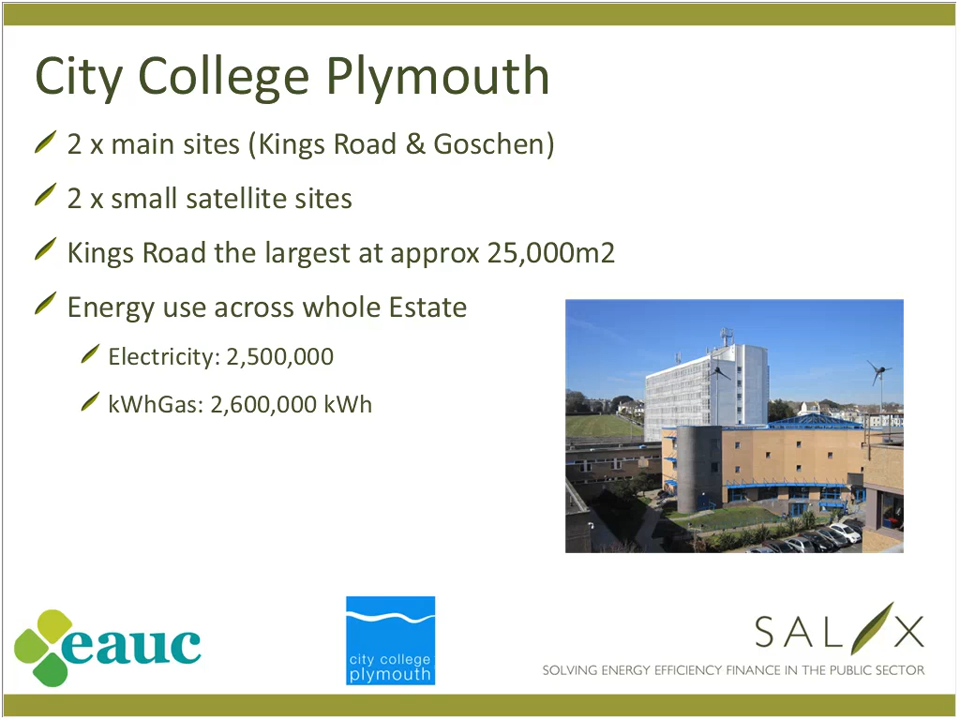 City College Plymouth
2 x main sites (Kings Road & Goschen)
2 x small satellite sites
Kings Road the largest at approx 25,000m2
Energy use across whole Estate
Electricity: 2,500,000
kWhGas: 2,600,000 kWh
eauc
city college
plymouth
SALIX
SOLVING ENERGY EFFICIENCY FINANCE IN THE PUBLIC SECTOR